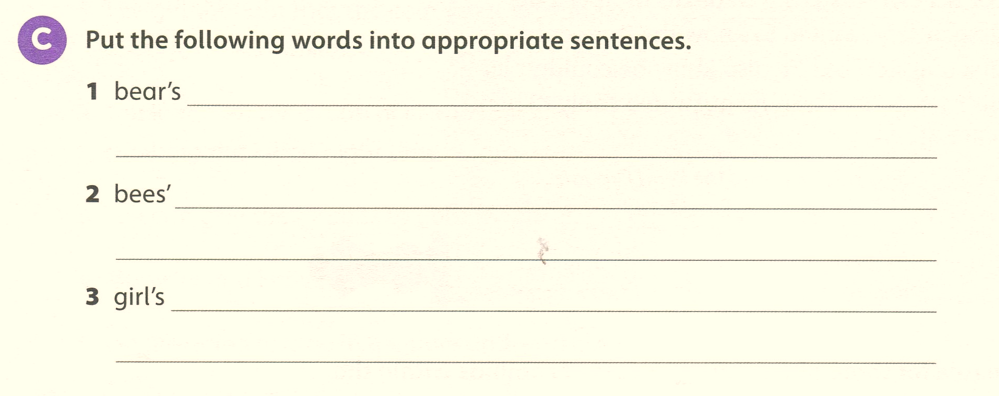 C Put the following words into appropriate sentences.
1 bear’s
2 bees’
3 girl’s